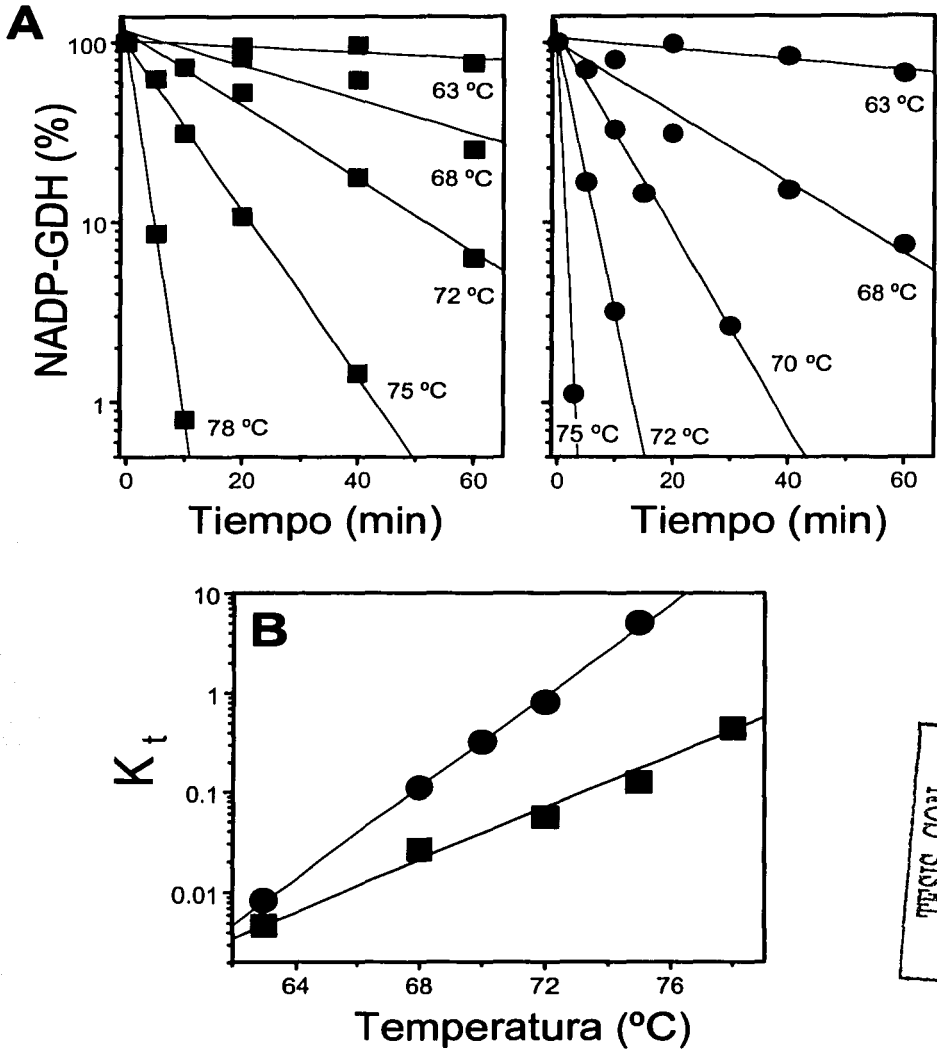 A
NADP-GDH (%)
100
10
1
63 ºC
68 ºC
72 ºC
75 ºC
78 ºC
0
20
40
60
Tiempo (min)
63 ºC
68 ºC
70 ºC
72 ºC
75 ºC
0
20
40
60
Tiempo (min)
B
K t
10
1
0.1
0.01
64
68
72
76
Temperatura (ºC)
TESIS CON